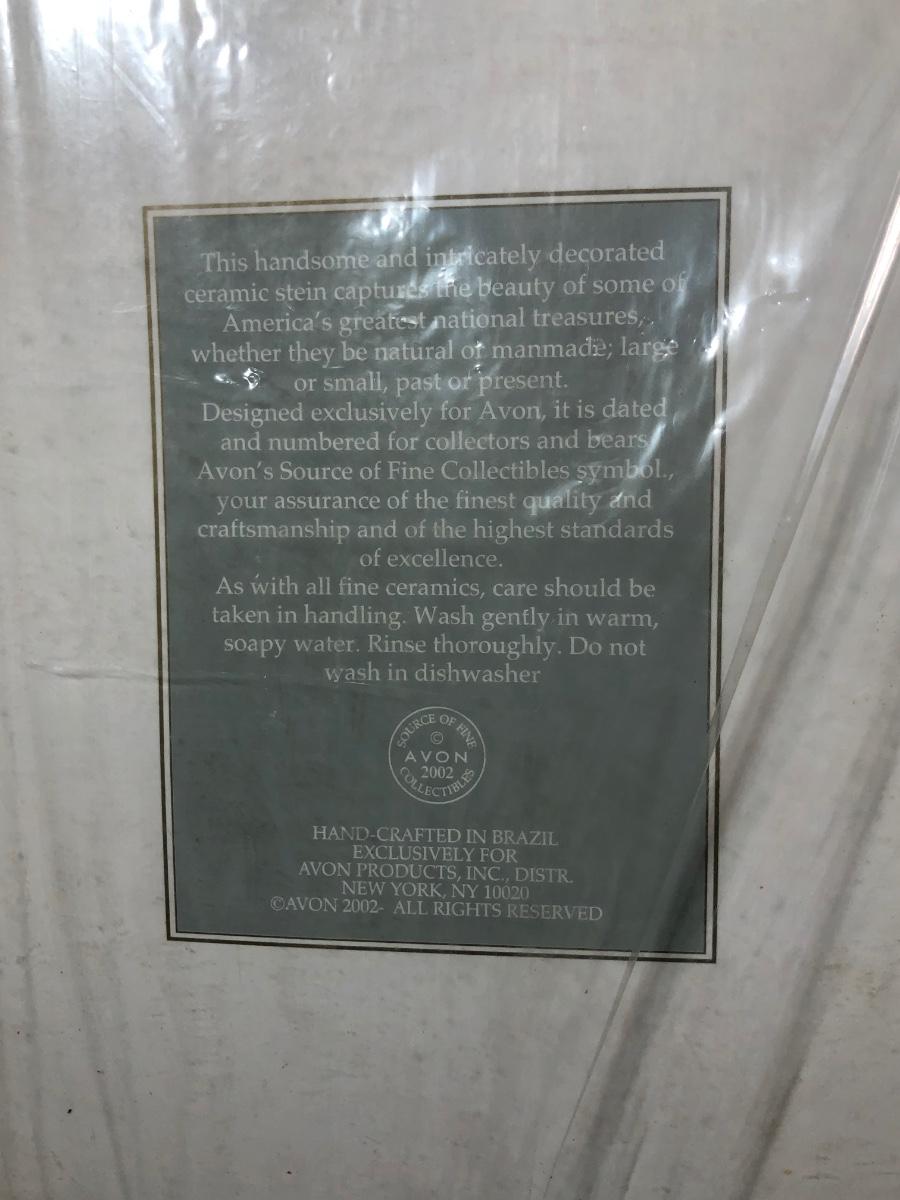 This handsome and intricately decorated
ceramic stein captures the beauty of some of
America's greatest national treasures,
whether they be natural or manmade; large
or small, past or present.
Designed exclusively for Avon, it is dated
and numbered for collectors and bears
Avon's Source of Fine Collectibles symbol.,
your assurance of the finest quality and
craftsmanship and of the highest standards
of excellence.
As with all fine ceramics, care should be
taken in handling. Wash gently in warm,
soapy water. Rinse thoroughly. Do not
wash in dishwasher
SOURCE OF FINE
©
AVON
2002
COLLECTIBLES
HAND-CRAFTED IN BRAZIL
EXCLUSIVELY FOR
AVON PRODUCTS, INC., DISTR.
NEW YORK, NY 10020
©AVON 2002- ALL RIGHTS RESERVED